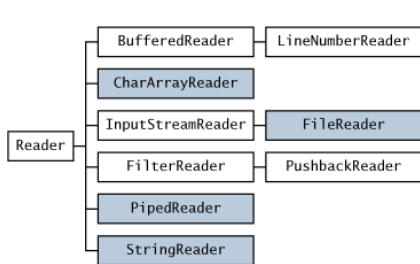 BufferedReader LineNumberReader
CharArrayReader
InputStreamReader FileReader
Reader
FilterReader PushbackReader
PipedReader
StringReader